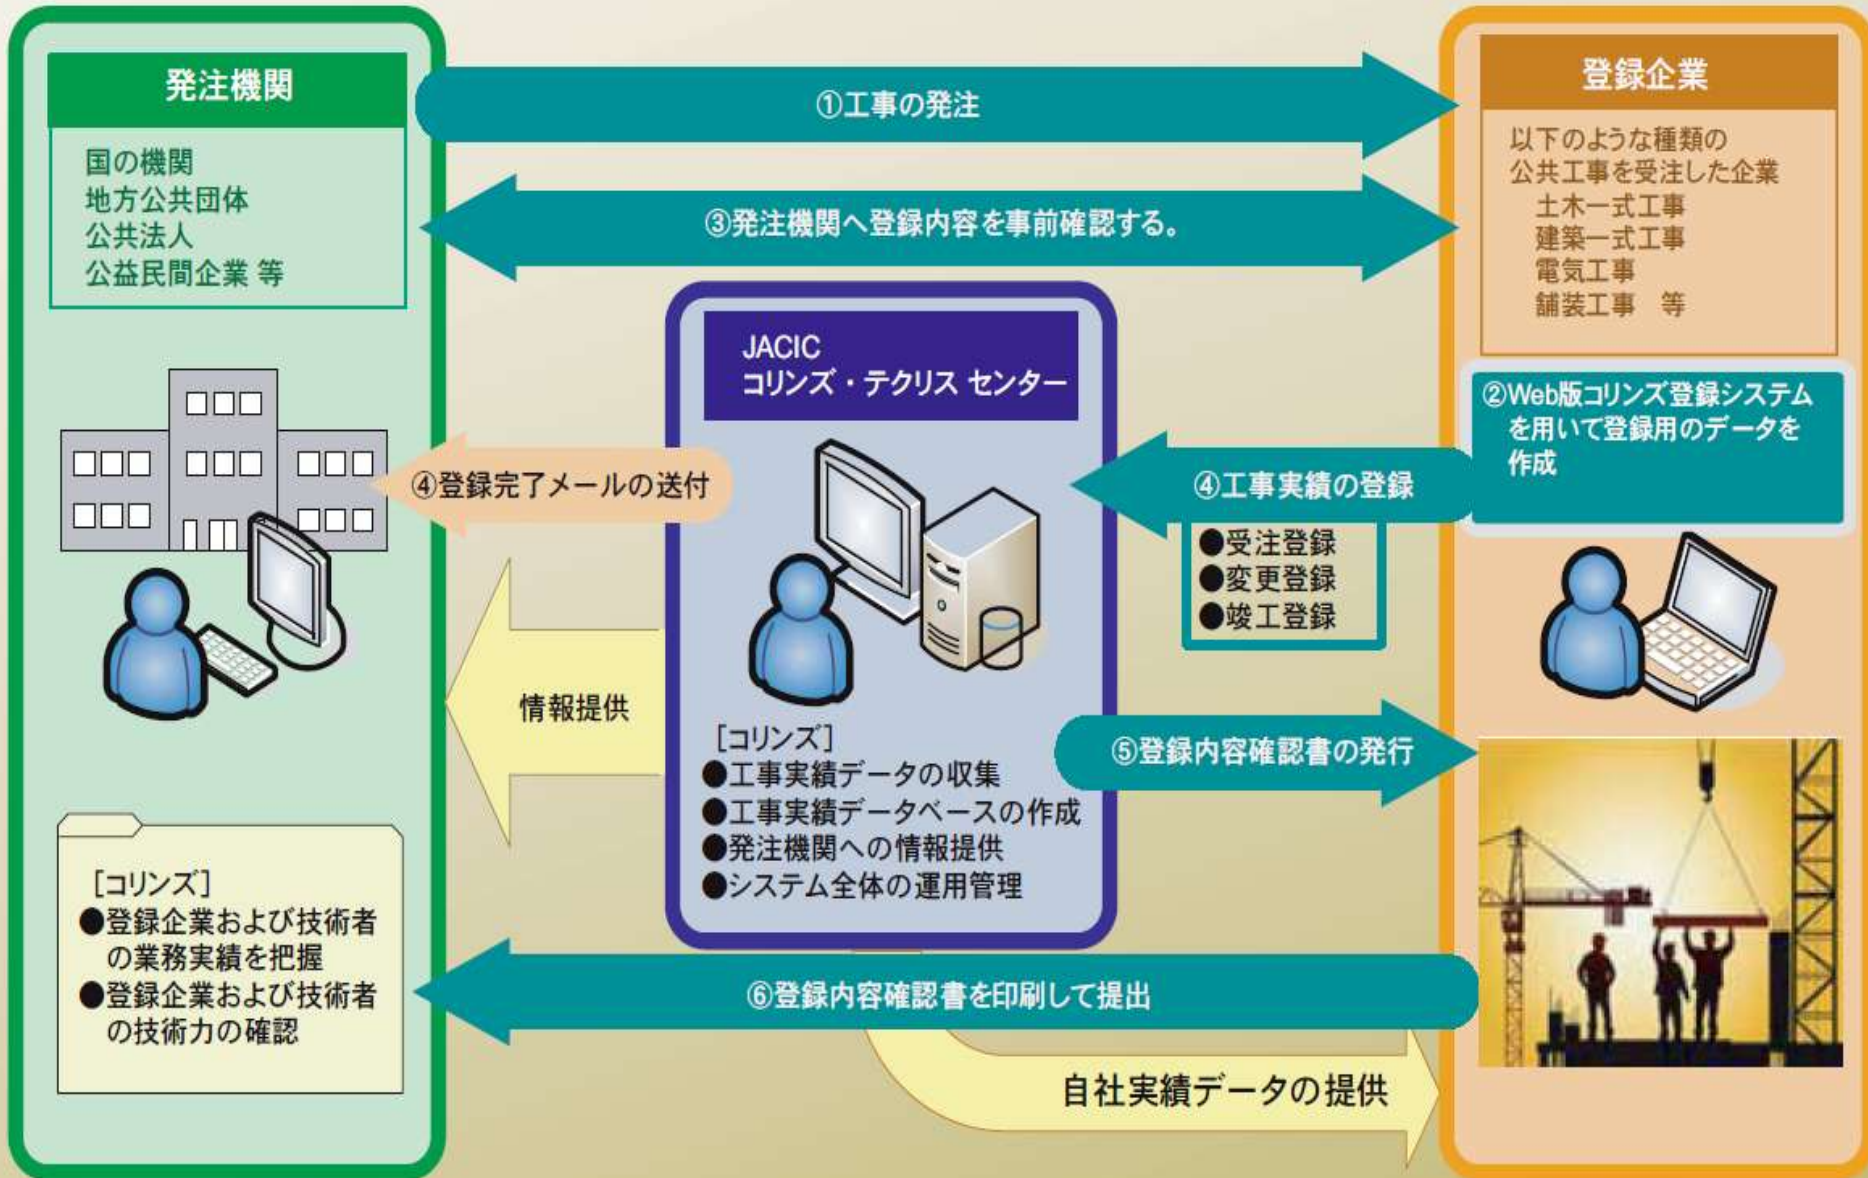 発注機関
国の機関
地方公共団体
公共法人
公益民間企業 等
①工事の発注
③発注機関へ登録内容を事前確認する。
登録企業
以下のような種類の
公共工事を受注した企業
土木一式工事
建築一式工事
電気工事
舗装工事 等
②Web版コリンズ登録システム
を用いて登録用のデータを
作成
JACIC
コリンズ・テクリス センター
④登録完了メールの送付
④工事実績の登録
●受注登録
●変更登録
●竣工登録
情報提供
[コリンズ]
●工事実績データの収集
●工事実績データベースの作成
●発注機関への情報提供
●システム全体の運用管理
⑤登録内容確認書の発行
[コリンズ]
●登録企業および技術者
の業務実績を把握
●登録企業および技術者
の技術力の確認
⑥登録内容確認書を印刷して提出
自社実績データの提供